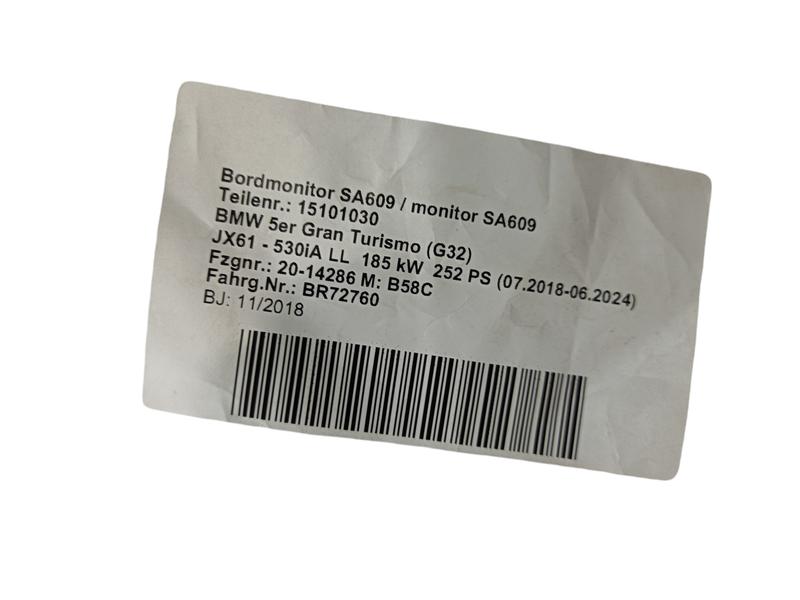 Bordmonitor SA609 / monitor SA609
Teilenr.: 15101030
BMW 5er Gran Turismo (G32)
JX61 - 530iA LL  185 kW  252 PS (07.2018-06.2024)
Fzgnr.: 20-14286 M: B58C
Fahrg.Nr.: BR72760
BJ: 11/2018